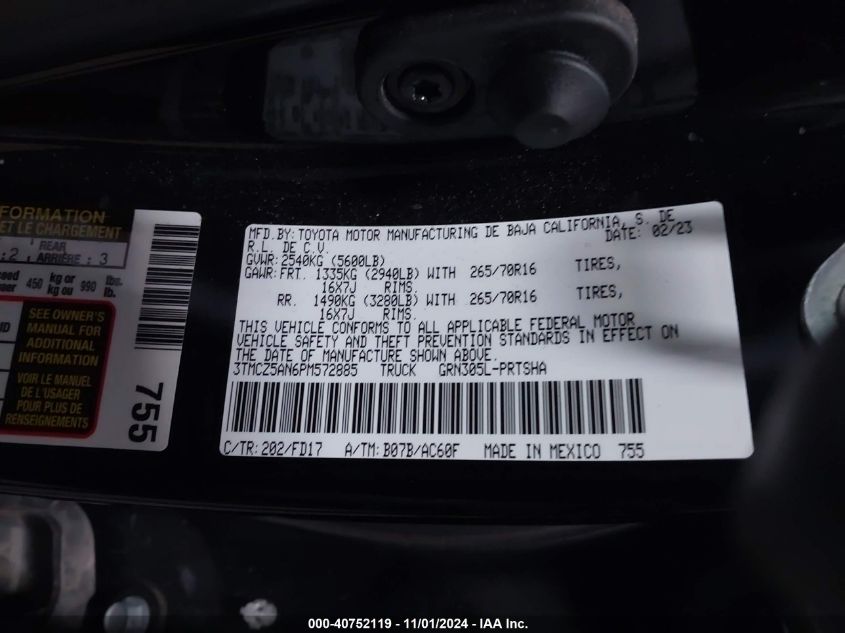 FORMATION
ET LE CHARGEMENT
: 2 REAR ARRIÈRE : 3
450 kg or kg ou 990 lbs. lb.
SEE OWNER'S
MANUAL FOR
ADDITIONAL
INFORMATION
VOIR LE MANUEL
DE L'USAGER
POUR PLUS DE
RENSEIGNEMENTS
755
MFD. BY: TOYOTA MOTOR MANUFACTURING DE BAJA CALIFORNIA, S. DE
R.L. DE C.V. DATE: 02/23
GVWR: 2540KG (5600LB)
GAWR: FRT. 1335KG (2940LB) WITH 265/70R16 TIRES,
16X7J RIMS.
RR. 1490KG (3280LB) WITH 265/70R16 TIRES,
16X7J RIMS.
THIS VEHICLE CONFORMS TO ALL APPLICABLE FEDERAL MOTOR
VEHICLE SAFETY AND THEFT PREVENTION STANDARDS IN EFFECT ON
THE DATE OF MANUFACTURE SHOWN ABOVE.
3TMCZ5AN6PM572885 TRUCK GRN305L-PRTSHA
C/TR: 202/FD17 A/TM: B07B/AC60F MADE IN MEXICO 755
000-40752119 - 11/01/2024 - IAA Inc.